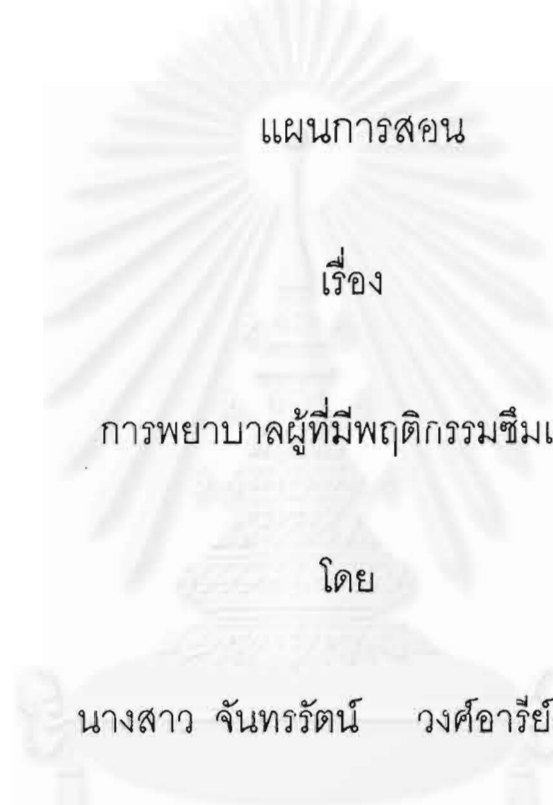 แผนการสอน
เรื่อง
การพยาบาลผู้ที่มีพฤติกรรมซึม
โดย
นางสาว จันทรรัตน์ วงศ์อารีย์